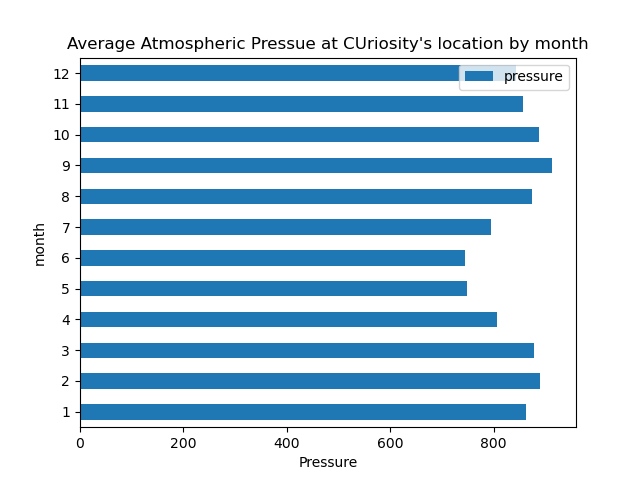 Average Atmospheric Pressue at CUriosity's location by month
pressure
12
11
10
9
8
7
6
5
4
3
2
1
month
0 200 400 600 800
Pressure